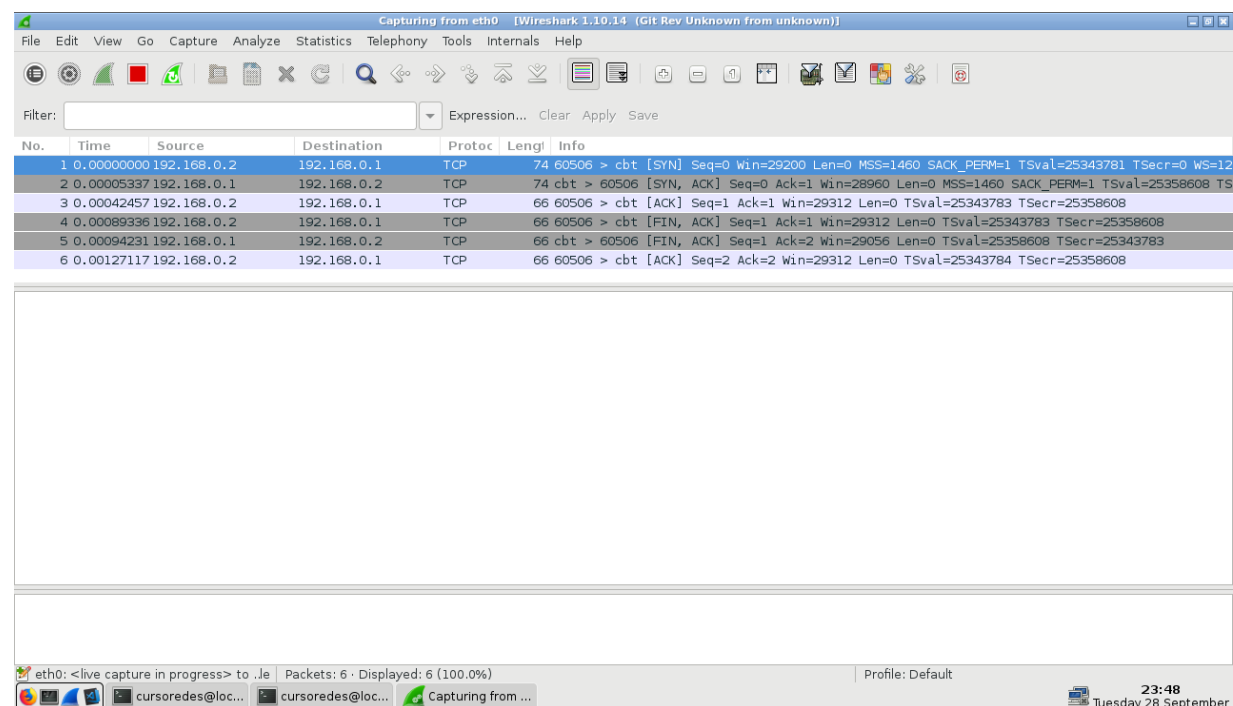 Capturing from eth0 [Wireshark 1.10.14 (Git Rev Unknown from unknown)]
File Edit View Go Capture Analyze Statistics Telephony Tools Internals Help
Filter: Expression... Clear Apply Save
No. Time Source Destination Protoc Lengt Info
1 0.00000000 192.168.0.2 192.168.0.1 TCP 74 60506 > cbt [SYN] Seq=0 Win=29200 Len=0 MSS=1460 SACK_PERM=1 TSval=25343781 TSecr=0 WS=12
2 0.00005337 192.168.0.1 192.168.0.2 TCP 74 cbt > 60506 [SYN, ACK] Seq=0 Ack=1 Win=28960 Len=0 MSS=1460 SACK_PERM=1 TSval=25358608 TS
3 0.00042457 192.168.0.2 192.168.0.1 TCP 66 60506 > cbt [ACK] Seq=1 Ack=1 Win=29312 Len=0 TSval=25343783 TSecr=25358608
4 0.00089336 192.168.0.2 192.168.0.1 TCP 66 60506 > cbt [FIN, ACK] Seq=1 Ack=1 Win=29312 Len=0 TSval=25343783 TSecr=25358608
5 0.00094231 192.168.0.1 192.168.0.2 TCP 66 cbt > 60506 [FIN, ACK] Seq=1 Ack=2 Win=29056 Len=0 TSval=25358608 TSecr=25343783
6 0.00127117 192.168.0.2 192.168.0.1 TCP 66 60506 > cbt [ACK] Seq=2 Ack=2 Win=29312 Len=0 TSval=25343784 TSecr=25358608
eth0: <live capture in progress> to ..le Packets: 6 · Displayed: 6 (100.0%) Profile: Default
cursoredes@loc... cursoredes@loc... Capturing from ... 23:48
Tuesday 28 September